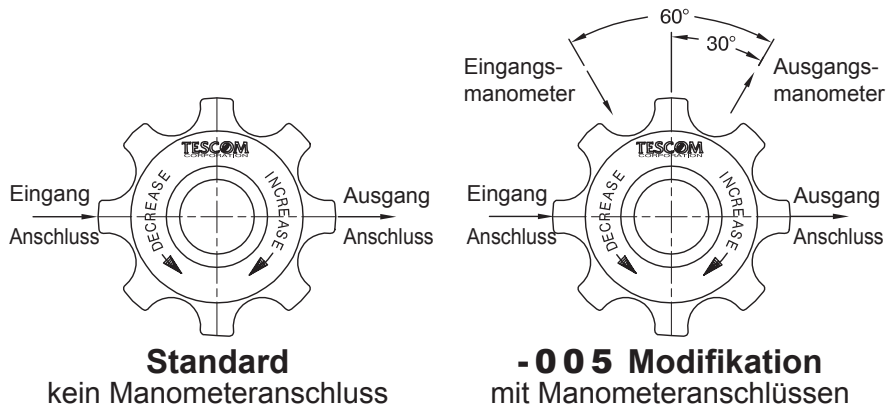 TESCOM
CORPORATION
DECREASE
INCREASE
Eingang
Anschluss
Ausgang
Anschluss
Standard
kein Manometeranschluss
60°
30°
Eingangs-
manometer
Ausgangs-
manometer
TESCOM
CORPORATION
DECREASE
INCREASE
Eingang
Anschluss
Ausgang
Anschluss
-005 Modifikation
mit Manometeranschlüssen